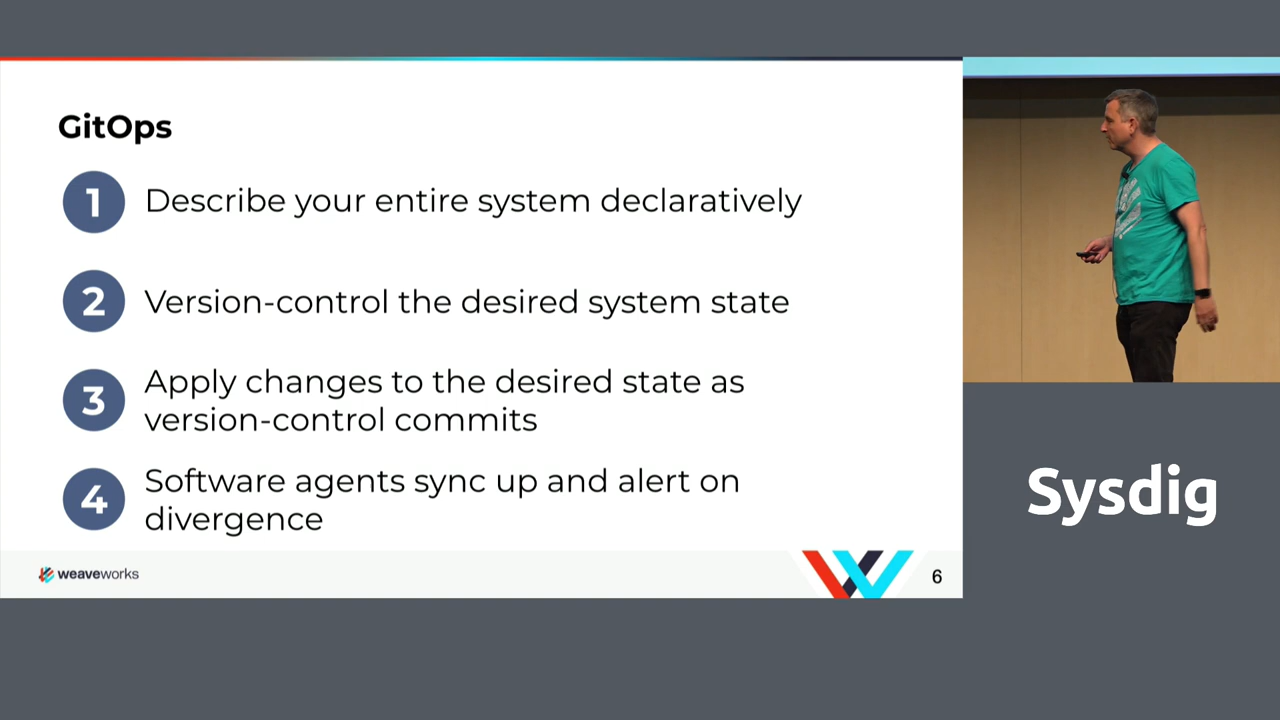 GitOps
1 Describe your entire system declaratively
2 Version-control the desired system state
3 Apply changes to the desired state as
version-control commits
4 Software agents sync up and alert on
divergence
weaveworks
6
Sysdig